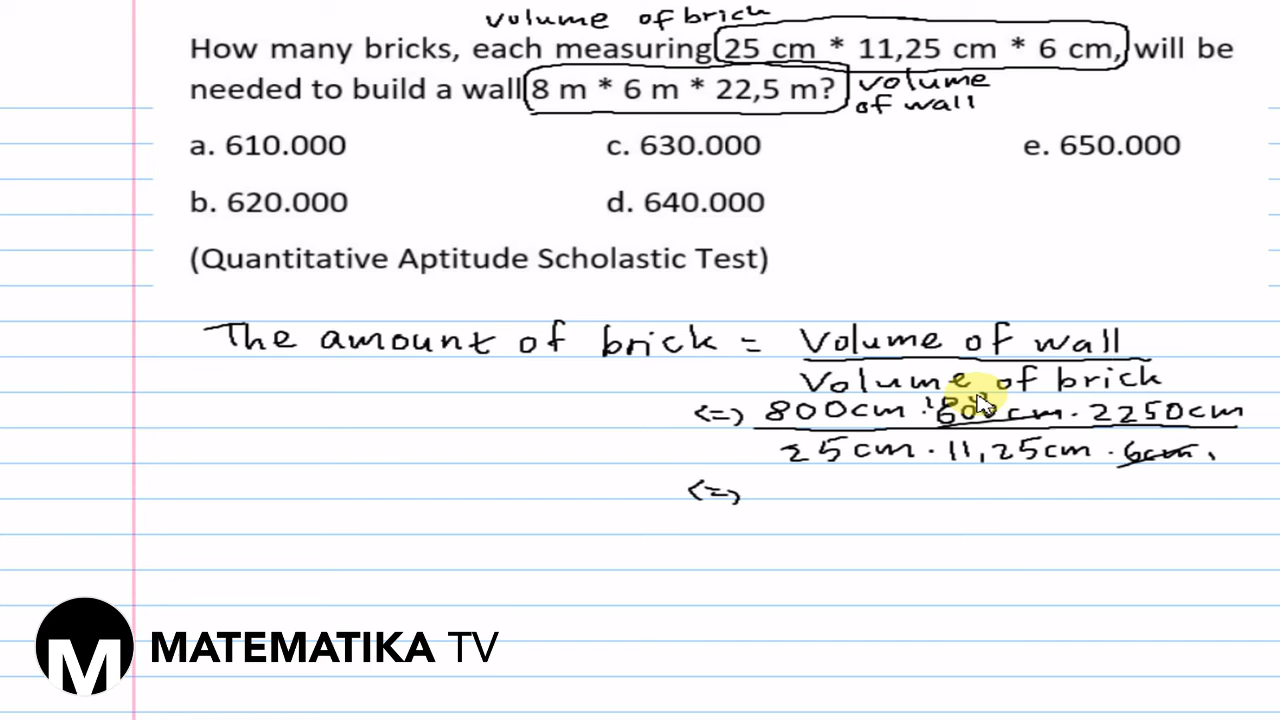 volume of brick
How many bricks, each measuring 25 cm * 11,25 cm * 6 cm, will be
needed to build a wall 8 m * 6 m * 22,5 m? volume
of wall
a. 610.000 c. 630.000 e. 650.000
b. 620.000 d. 640.000
(Quantitative Aptitude Scholastic Test)
The amount of brick = Volume of wall
Volume of brick
<=> 800cm . 600cm . 2250cm
25cm . 11,25cm . 6cm.
<=>
M MATEMATIKA TV